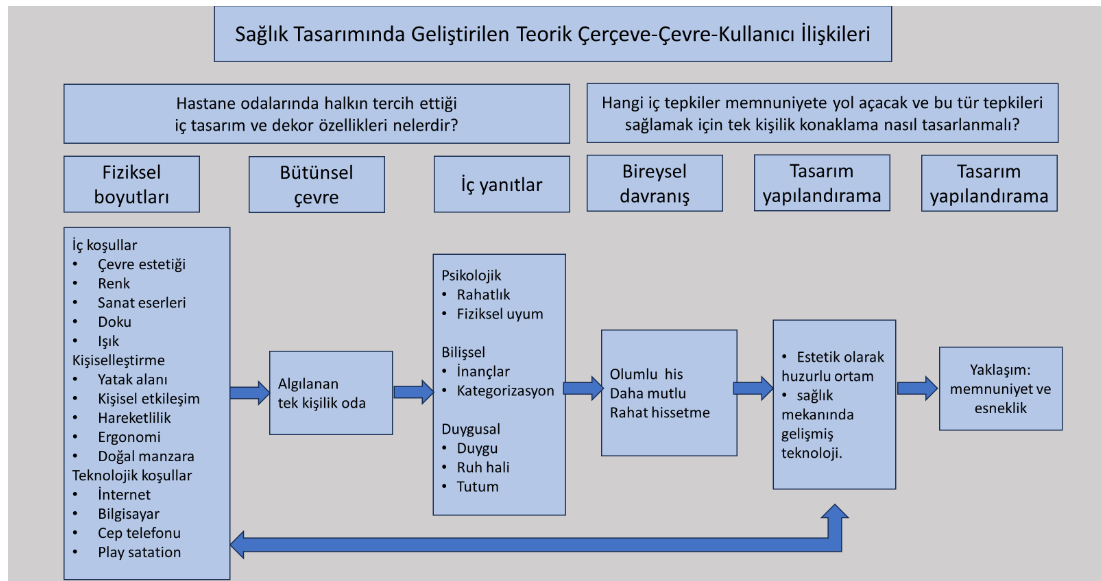 Sağlık Tasarımında Geliştirilen Teorik Çerçeve-Çevre-Kullanıcı İlişkileri
Hastane odalarında halkın tercih ettiği
iç tasarım ve dekor özellikleri nelerdir?
Hangi iç tepkiler memnuniyete yol açacak ve bu tür tepkileri
sağlamak için tek kişilik konaklama nasıl tasarlanmalı?
Fiziksel
boyutları
Bütünsel
çevre
İç yanıtlar
Bireysel
davranış
Tasarım
yapılandırama
Tasarım
yapılandırama
İç koşullar
• Çevre estetiği
• Renk
• Sanat eserleri
• Doku
• Işık
Kişiselleştirme
• Yatak alanı
• Kişisel etkileşim
• Hareketlilik
• Ergonomi
• Doğal manzara
Teknolojik koşullar
• İnternet
• Bilgisayar
• Cep telefonu
• Play satation
Algılanan
tek kişilik oda
Psikolojik
• Rahatlık
• Fiziksel uyum
Bilişsel
• İnançlar
• Kategorizasyon
Duygusal
• Duygu
• Ruh hali
• Tutum
Olumlu his
Daha mutlu
Rahat hissetme
• Estetik olarak
huzurlu ortam
• sağlık
mekanında
gelişmiş
teknoloji.
Yaklaşım:
memnuniyet ve
esneklik